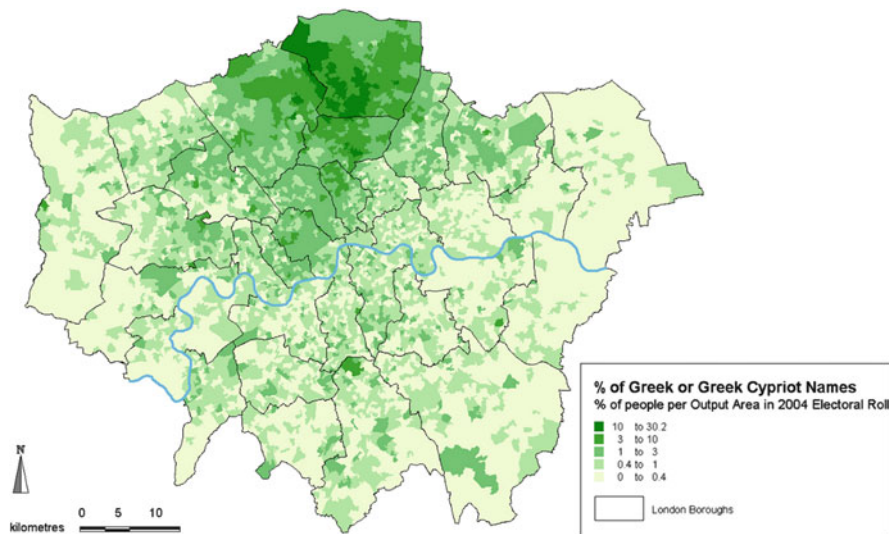 % of Greek or Greek Cypriot Names
% of people per Output Area in 2004 Electoral Roll
10 to 30.2
3 to 10
1 to 3
0.4 to 1
0 to 0.4
London Boroughs
N
0 5 10
kilometres